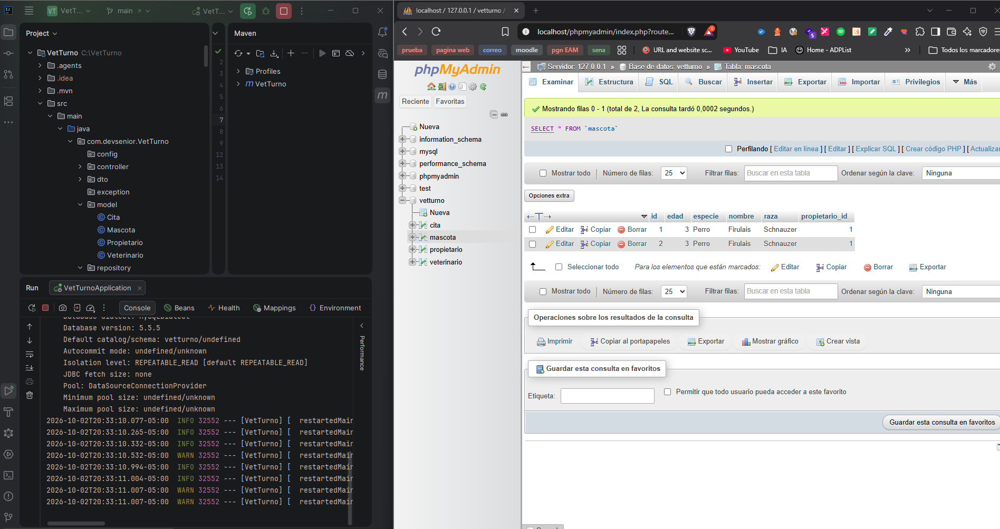 VT VetT...
main
VetT...
Project
Maven
VetTurno C:\VetTurno
.agents
.idea
.mvn
src
main
java
com.devsenior.VetTurno
config
controller
dto
exception
model
Cita
Mascota
Propietario
Veterinario
repository
2
3
4
5
6
7
8
9
12
13
14
Profiles
m VetTurno
m
Run
VetTurnoApplication
Console
Beans
Health
Mappings
Environment
Performance
Database dialect: MySQLDialect
Database version: 5.5.5
Default catalog/schema: vetturno/undefined
Autocommit mode: undefined/unknown
Isolation level: REPEATABLE_READ [default REPEATABLE_READ]
JDBC fetch size: none
Pool: DataSourceConnectionProvider
Minimum pool size: undefined/unknown
Maximum pool size: undefined/unknown
2026-10-02T20:33:10.077-05:00 INFO 32552 --- [VetTurno] [ restartedMain
2026-10-02T20:33:10.265-05:00 INFO 32552 --- [VetTurno] [ restartedMain
2026-10-02T20:33:10.332-05:00 INFO 32552 --- [VetTurno] [ restartedMain
2026-10-02T20:33:10.532-05:00 WARN 32552 --- [VetTurno] [ restartedMain
2026-10-02T20:33:10.994-05:00 INFO 32552 --- [VetTurno] [ restartedMain
2026-10-02T20:33:11.004-05:00 INFO 32552 --- [VetTurno] [ restartedMain
2026-10-02T20:33:11.007-05:00 WARN 32552 --- [VetTurno] [ restartedMain
2026-10-02T20:33:11.007-05:00 WARN 32552 --- [VetTurno] [ restartedMain
localhost / 127.0.0.1 / vetturno /
localhost/phpmyadmin/index.php?route...
1
5
prueba
pagina web
correo
moodle
pgn EAM
sena
URL and website sc...
YouTube
IA
Home - ADPList
Todos los marcadores
phpMyAdmin
Reciente
Favoritas
Nueva
information_schema
mysql
performance_schema
phpmyadmin
test
vetturno
Nueva
cita
mascota
propietario
veterinario
Servidor: 127.0.0.1 » Base de datos: vetturno » Tabla: mascota
Examinar
Estructura
SQL
Buscar
Insertar
Exportar
Importar
Privilegios
Más
Mostrando filas 0 - 1 (total de 2, La consulta tardó 0,0002 segundos.)
SELECT * FROM `mascota`
Perfilando [ Editar en línea ] [ Editar ] [ Explicar SQL ] [ Crear código PHP ] [ Actualizar
Mostrar todo | Número de filas: 25 Filtrar filas: Buscar en esta tabla Ordenar según la clave: Ninguna
Opciones extra
id edad especie nombre raza propietario_id
Editar Copiar Borrar 1 3 Perro Firulais Schnauzer 1
Editar Copiar Borrar 2 3 Perro Firulais Schnauzer 1
Seleccionar todo Para los elementos que están marcados: Editar Copiar Borrar Exportar
Mostrar todo | Número de filas: 25 Filtrar filas: Buscar en esta tabla Ordenar según la clave: Ninguna
Operaciones sobre los resultados de la consulta
Imprimir
Copiar al portapapeles
Exportar
Mostrar gráfico
Crear vista
Guardar esta consulta en favoritos
Etiqueta:
Permitir que todo usuario pueda acceder a este favorito
Guardar esta consulta en favoritos